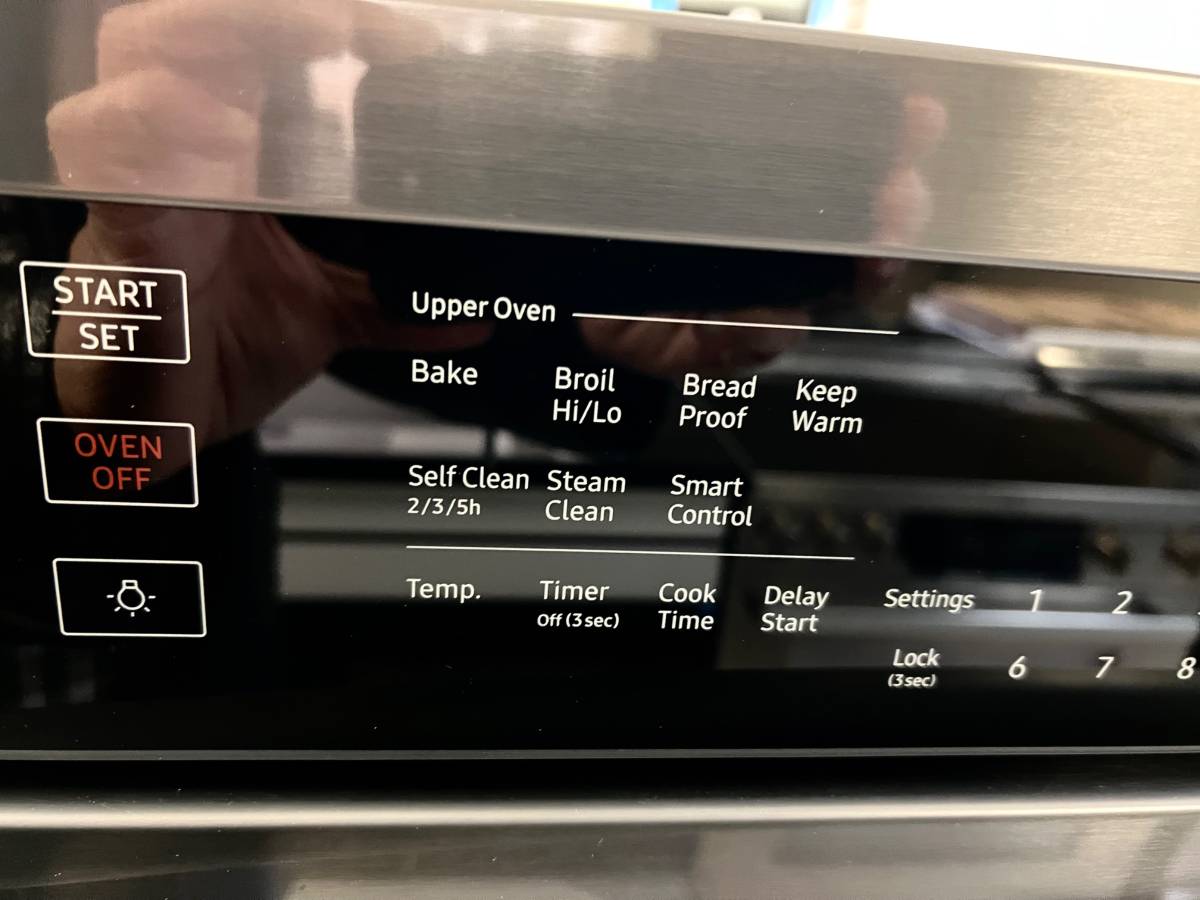 START
SET
OVEN
OFF
Upper Oven
Bake
Broil
Hi/Lo
Bread
Proof
Keep
Warm
Self Clean
2/3/5h
Steam
Clean
Smart
Control
Temp.
Timer
Off (3 sec)
Cook
Time
Delay
Start
Settings
1 2
Lock
(3 sec)
6 7 8